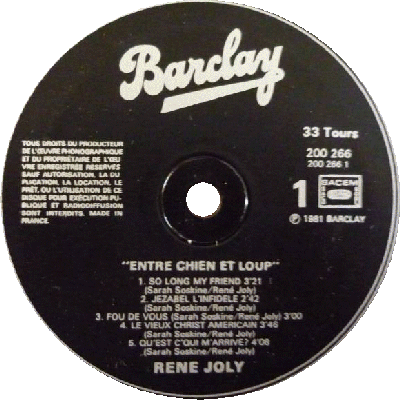 Barclay
33 Tours
200 266
200 266 1
TOUS DROITS DU PRODUCTEUR
DE L'ŒUVRE PHONOGRAPHIQUE
ET DU PROPRIÉTAIRE DE L'ŒU
VRE ENREGISTRÉE RÉSERVÉS
SAUF AUTORISATION, LA DU
PLICATION, LA LOCATION, LE
PRÊT, OU L'UTILISATION DE CE
DISQUE POUR EXÉCUTION PU-
BLIQUE ET RADIODIFFUSION
SONT INTERDITS. MADE IN
FRANCE.
1 SACEM
℗ 1981 BARCLAY
"ENTRE CHIEN ET LOUP"
1. SO LONG MY FRIEND 3'21
(Sarah Soskine/René Joly)
2. JEZABEL L'INFIDELE 2'42
(Sarah Soskine/René Joly)
3. FOU DE VOUS (Sarah Soskine/René Joly) 3'00
4. LE VIEUX CHRIST AMERICAIN 3'46
(Sarah Soskine/René Joly)
5. QU'EST C'QUI M'ARRIVE? 4'08
(Sarah Soskine/René Joly)
RENE JOLY